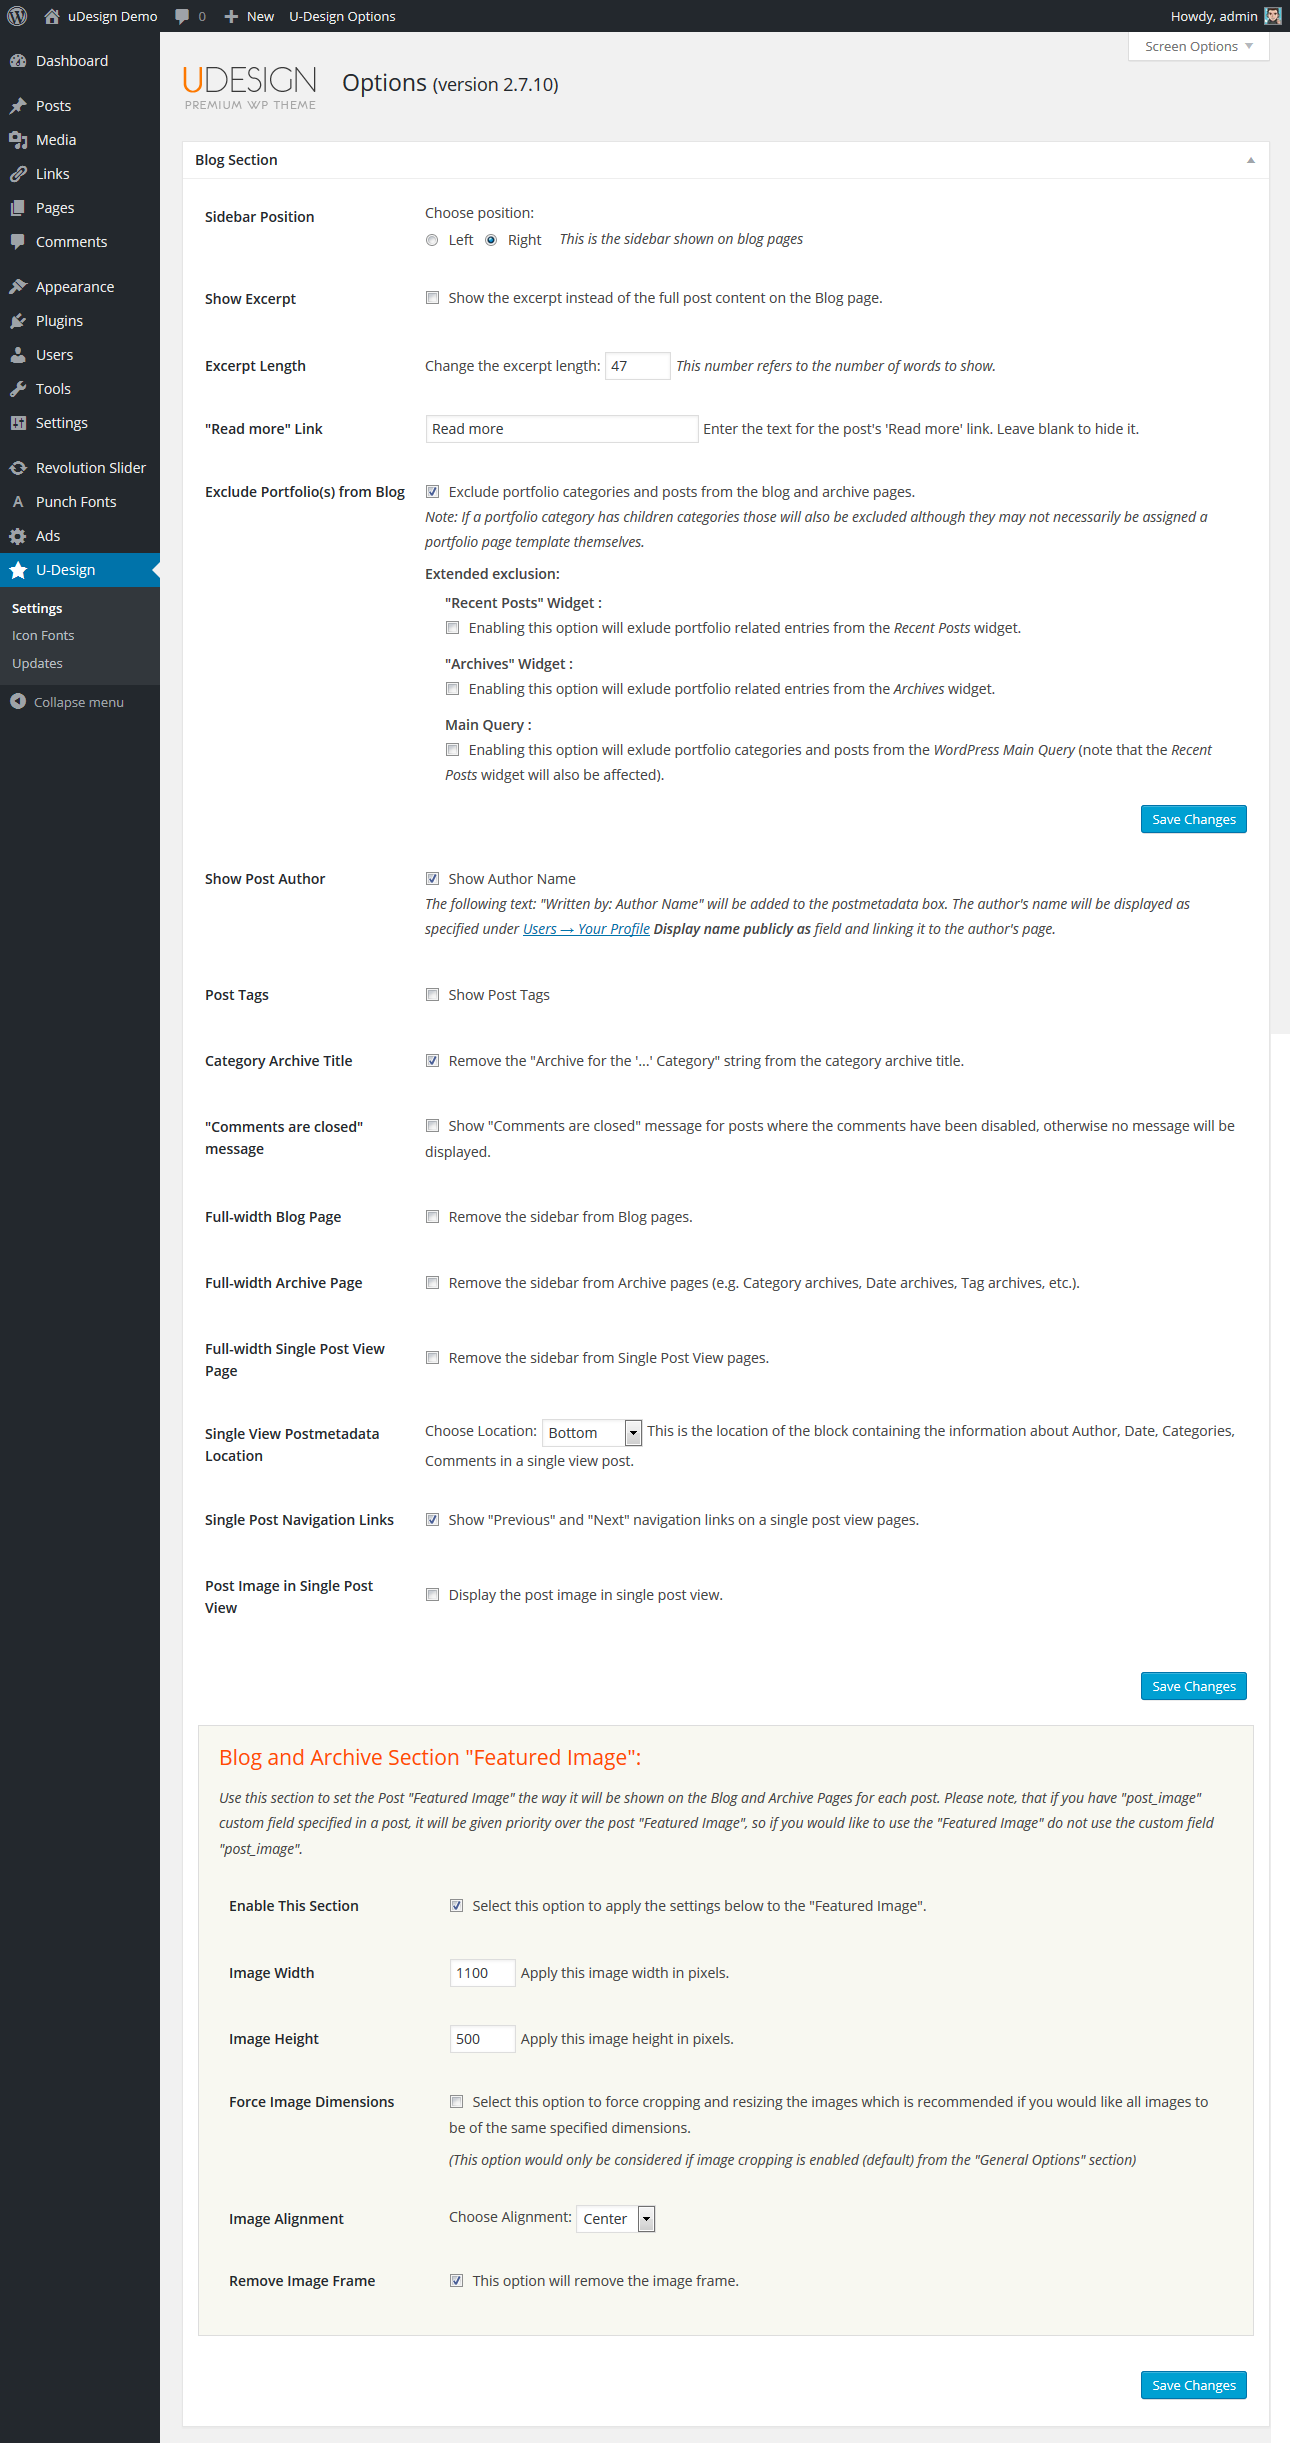 uDesign Demo 0 New U-Design Options Howdy, admin
Screen Options
Dashboard
Posts
Media
Links
Pages
Comments
Appearance
Plugins
Users
Tools
Settings
Revolution Slider
Punch Fonts
Ads
U-Design
Settings
Icon Fonts
Updates
Collapse menu
UDESIGN
PREMIUM WP THEME
Options (version 2.7.10)
Blog Section
Sidebar Position
Choose position:
Left Right This is the sidebar shown on blog pages
Show Excerpt
Show the excerpt instead of the full post content on the Blog page.
Excerpt Length
Change the excerpt length: 47 This number refers to the number of words to show.
"Read more" Link
Read more Enter the text for the post's 'Read more' link. Leave blank to hide it.
Exclude Portfolio(s) from Blog
Exclude portfolio categories and posts from the blog and archive pages.
Note: If a portfolio category has children categories those will also be excluded although they may not necessarily be assigned a
portfolio page template themselves.
Extended exclusion:
"Recent Posts" Widget :
Enabling this option will exlude portfolio related entries from the Recent Posts widget.
"Archives" Widget :
Enabling this option will exlude portfolio related entries from the Archives widget.
Main Query :
Enabling this option will exlude portfolio categories and posts from the WordPress Main Query (note that the Recent
Posts widget will also be affected).
Save Changes
Show Post Author
Show Author Name
The following text: "Written by: Author Name" will be added to the postmetadata box. The author's name will be displayed as
specified under Users → Your Profile Display name publicly as field and linking it to the author's page.
Post Tags
Show Post Tags
Category Archive Title
Remove the "Archive for the '...' Category" string from the category archive title.
"Comments are closed"
message
Show "Comments are closed" message for posts where the comments have been disabled, otherwise no message will be
displayed.
Full-width Blog Page
Remove the sidebar from Blog pages.
Full-width Archive Page
Remove the sidebar from Archive pages (e.g. Category archives, Date archives, Tag archives, etc.).
Full-width Single Post View
Page
Remove the sidebar from Single Post View pages.
Single View Postmetadata
Location
Choose Location: Bottom This is the location of the block containing the information about Author, Date, Categories,
Comments in a single view post.
Single Post Navigation Links
Show "Previous" and "Next" navigation links on a single post view pages.
Post Image in Single Post
View
Display the post image in single post view.
Save Changes
Blog and Archive Section "Featured Image":
Use this section to set the Post "Featured Image" the way it will be shown on the Blog and Archive Pages for each post. Please note, that if you have "post_image"
custom field specified in a post, it will be given priority over the post "Featured Image", so if you would like to use the "Featured Image" do not use the custom field
"post_image".
Enable This Section
Select this option to apply the settings below to the "Featured Image".
Image Width
1100 Apply this image width in pixels.
Image Height
500 Apply this image height in pixels.
Force Image Dimensions
Select this option to force cropping and resizing the images which is recommended if you would like all images to
be of the same specified dimensions.
(This option would only be considered if image cropping is enabled (default) from the "General Options" section)
Image Alignment
Choose Alignment: Center
Remove Image Frame
This option will remove the image frame.
Save Changes